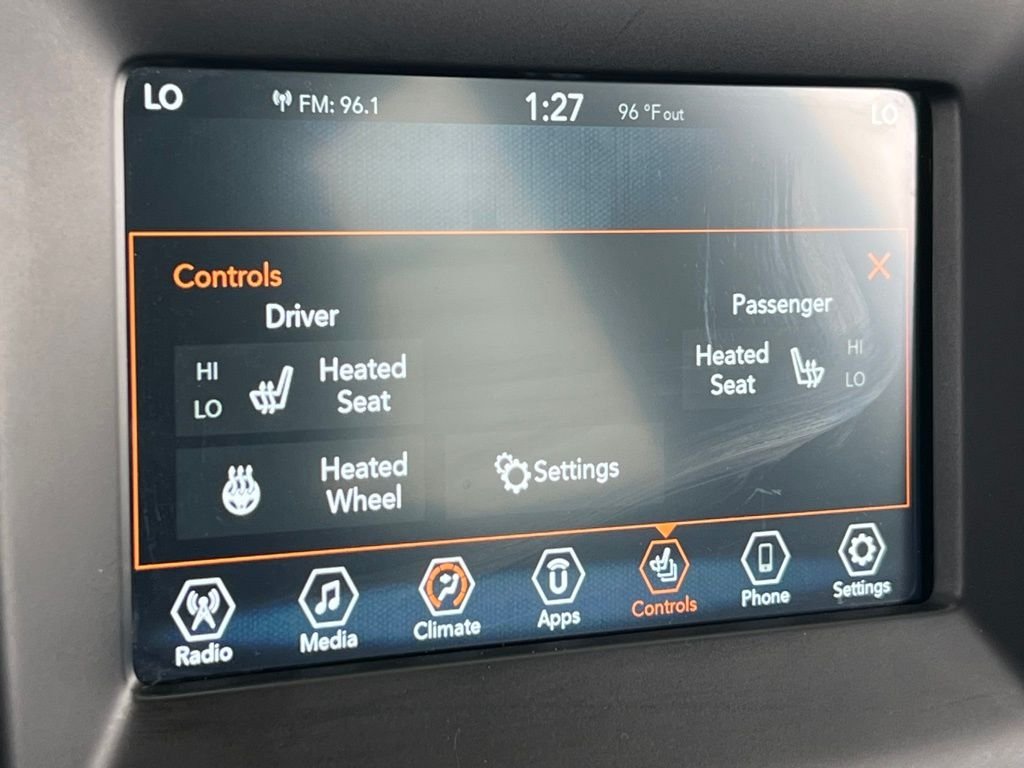 LO
FM: 96.1
1:27
96 °F out
LO
Controls
Driver
Passenger
HI
LO
Heated
Seat
Heated
Seat
HI
LO
Heated
Wheel
Settings
Radio
Media
Climate
Apps
Controls
Phone
Settings